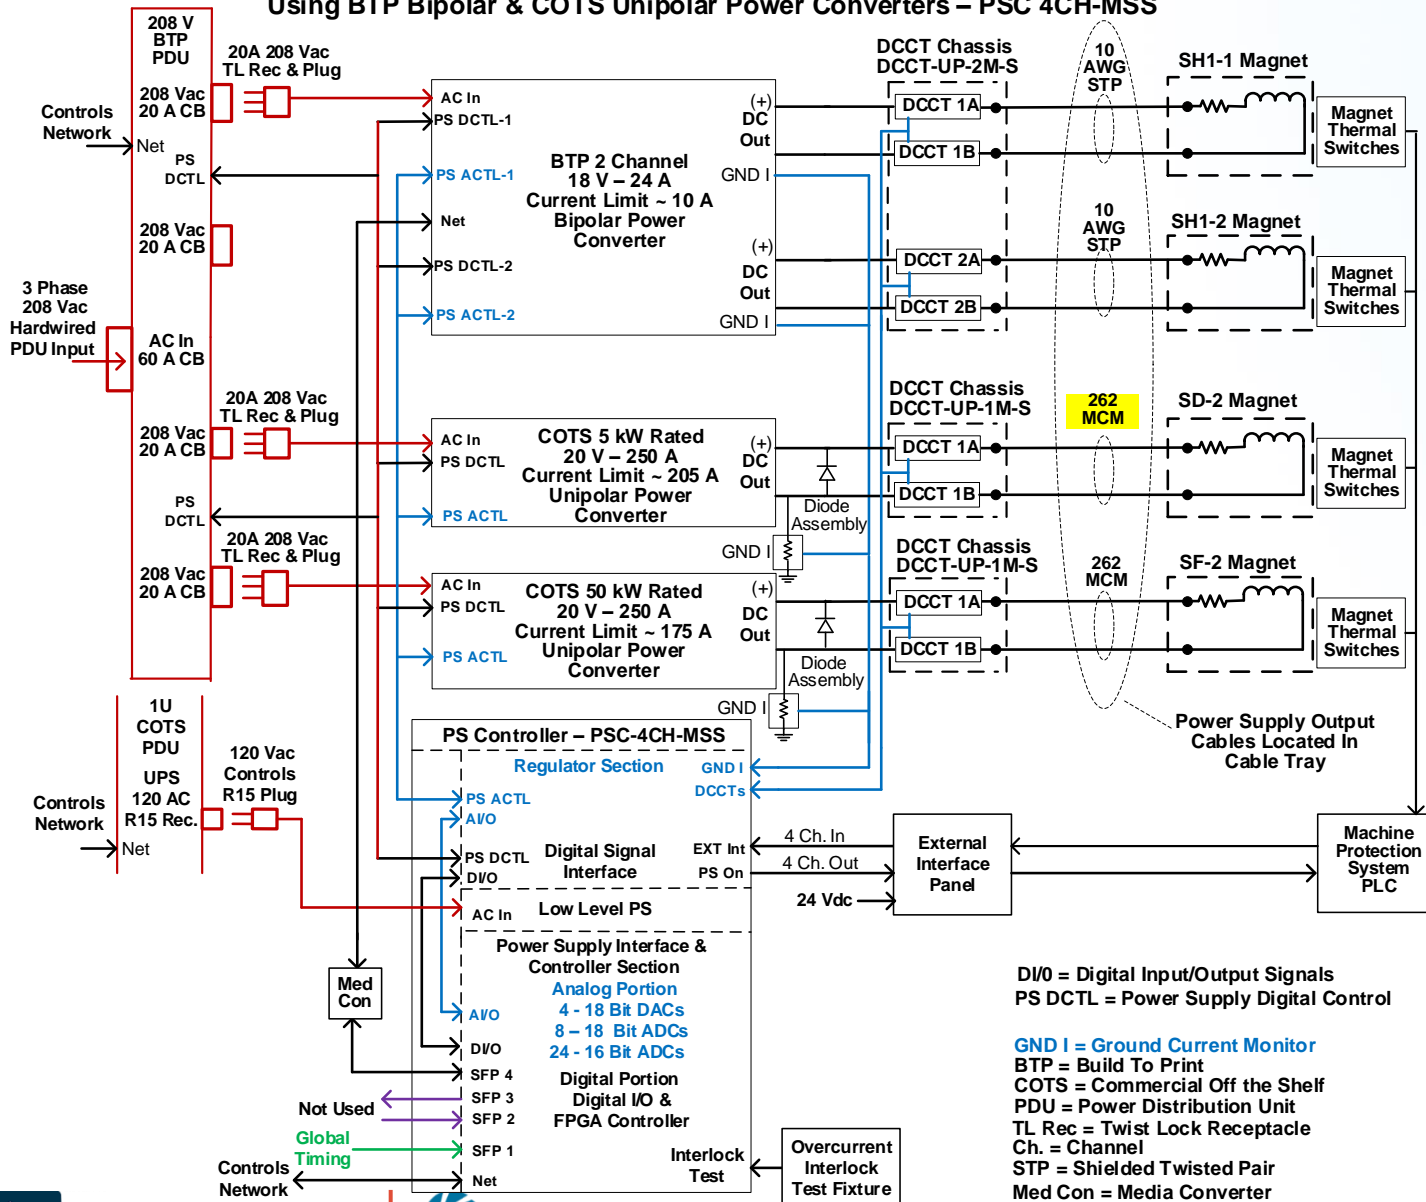 Using BTP Bipolar & COTS Unipolar Power Converters – PSC 4CH-MSS
208 V
BTP
PDU
20A 208 Vac
TL Rec & Plug
208 Vac
20 A CB
Controls
Network
Net
PS
DCTL
208 Vac
20 A CB
3 Phase
208 Vac
Hardwired
PDU Input
AC In
60 A CB
20A 208 Vac
TL Rec & Plug
208 Vac
20 A CB
PS
DCTL
20A 208 Vac
TL Rec & Plug
208 Vac
20 A CB
AC In
PS DCTL-1
PS ACTL-1
Net
PS DCTL-2
PS ACTL-2
BTP 2 Channel
18 V – 24 A
Current Limit ~ 10 A
Bipolar Power
Converter
(+)
DC
Out
GND I
(+)
DC
Out
GND I
DCCT Chassis
DCCT-UP-2M-S
DCCT 1A
DCCT 1B
DCCT 2A
DCCT 2B
10
AWG
STP
10
AWG
STP
SH1-1 Magnet
Magnet
Thermal
Switches
SH1-2 Magnet
Magnet
Thermal
Switches
AC In
PS DCTL
PS ACTL
COTS 5 kW Rated
20 V – 250 A
Current Limit ~ 205 A
Unipolar Power
Converter
(+)
DC
Out
Diode
Assembly
GND I
DCCT Chassis
DCCT-UP-1M-S
DCCT 1A
DCCT 1B
262
MCM
SD-2 Magnet
Magnet
Thermal
Switches
AC In
PS DCTL
PS ACTL
COTS 50 kW Rated
20 V – 250 A
Current Limit ~ 175 A
Unipolar Power
Converter
(+)
DC
Out
Diode
Assembly
GND I
DCCT Chassis
DCCT-UP-1M-S
DCCT 1A
DCCT 1B
262
MCM
SF-2 Magnet
Magnet
Thermal
Switches
Power Supply Output
Cables Located In
Cable Tray
1U
COTS
PDU
UPS
120 AC
R15 Rec.
120 Vac
Controls
R15 Plug
Controls
Network
Net
PS Controller – PSC-4CH-MSS
Regulator Section
GND I
DCCTs
PS ACTL
AI/O
PS DCTL
DI/O
Digital Signal
Interface
EXT Int
PS On
4 Ch. In
4 Ch. Out
24 Vdc
External
Interface
Panel
Machine
Protection
System
PLC
AC In
Low Level PS
Power Supply Interface &
Controller Section
Analog Portion
4 - 18 Bit DACs
8 – 18 Bit ADCs
24 - 16 Bit ADCs
AI/O
DI/O
SFP 4
SFP 3
SFP 2
SFP 1
Net
Digital Portion
Digital I/O &
FPGA Controller
Interlock
Test
Overcurrent
Interlock
Test Fixture
Med
Con
Not Used
Global
Timing
Controls
Network
DI/0 = Digital Input/Output Signals
PS DCTL = Power Supply Digital Control
GND I = Ground Current Monitor
BTP = Build To Print
COTS = Commercial Off the Shelf
PDU = Power Distribution Unit
TL Rec = Twist Lock Receptacle
Ch. = Channel
STP = Shielded Twisted Pair
Med Con = Media Converter